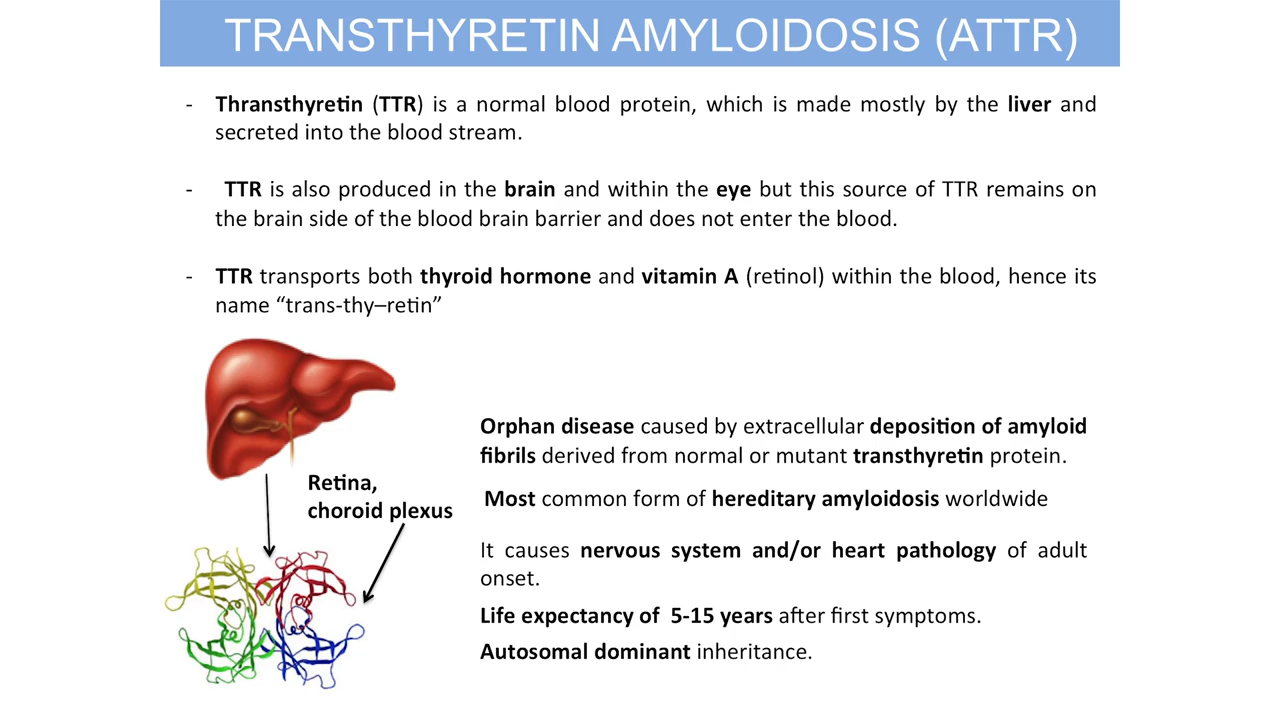 TRANSTHYRETIN AMYLOIDOSIS (ATTR)
- Thransthyretin (TTR) is a normal blood protein, which is made mostly by the liver and
secreted into the blood stream.
- TTR is also produced in the brain and within the eye but this source of TTR remains on
the brain side of the blood brain barrier and does not enter the blood.
- TTR transports both thyroid hormone and vitamin A (retinol) within the blood, hence its
name “trans-thy–retin”
Retina,
choroid plexus
Orphan disease caused by extracellular deposition of amyloid
fibrils derived from normal or mutant transthyretin protein.
Most common form of hereditary amyloidosis worldwide
It causes nervous system and/or heart pathology of adult
onset.
Life expectancy of 5-15 years after first symptoms.
Autosomal dominant inheritance.